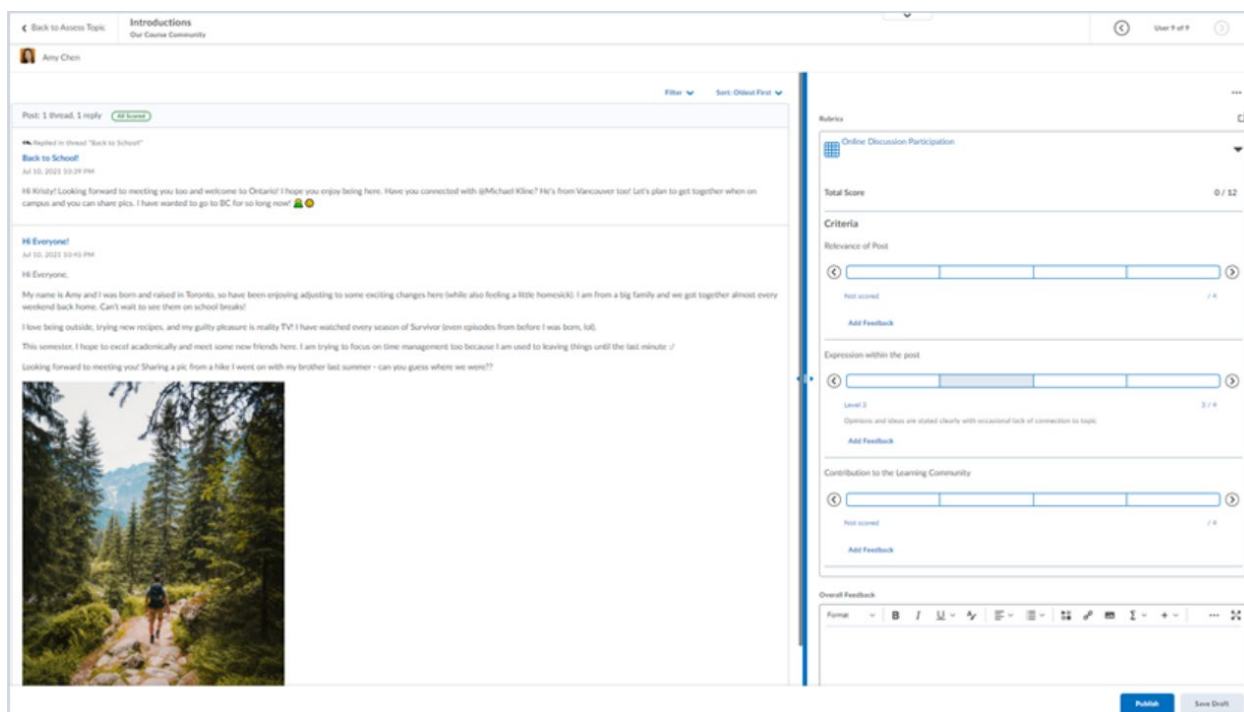 Back to Assess Topic
Introductions
Our Course Community
User 9 of 9
Amy Chen
Filter
Sort: Oldest First
Post: 1 thread, 1 reply
All Scored
Replied in thread "Back to School!"
Back to School!
Jul 10, 2021 10:39 PM
Hi Kristy! Looking forward to meeting you too and welcome to Ontario! I hope you enjoy being here. Have you connected with @Michael Kline? He's from Vancouver too! Let's plan to get together when on
campus and you can share pics. I have wanted to go to BC for so long now!
Hi Everyone!
Jul 10, 2021 10:45 PM
Hi Everyone,
My name is Amy and I was born and raised in Toronto, so have been enjoying adjusting to some exciting changes here (while also feeling a little homesick). I am from a big family and we got together almost every
weekend back home. Can't wait to see them on school breaks!
I love being outside, trying new recipes, and my guilty pleasure is reality TV! I have watched every season of Survivor (even episodes from before I was born, lol).
This semester, I hope to excel academically and meet some new friends here. I am trying to focus on time management too because I am used to leaving things until the last minute :/
Looking forward to meeting you! Sharing a pic from a hike I went on with my brother last summer - can you guess where we were??
Rubrics
Online Discussion Participation
Total Score
0 / 12
Criteria
Relevance of Post
Not scored
/ 4
Add Feedback
Expression within the post
Level 3
3 / 4
Opinions and ideas are stated clearly with occasional lack of connection to topic
Add Feedback
Contribution to the Learning Community
Not scored
/ 4
Add Feedback
Overall Feedback
Format
Publish
Save Draft